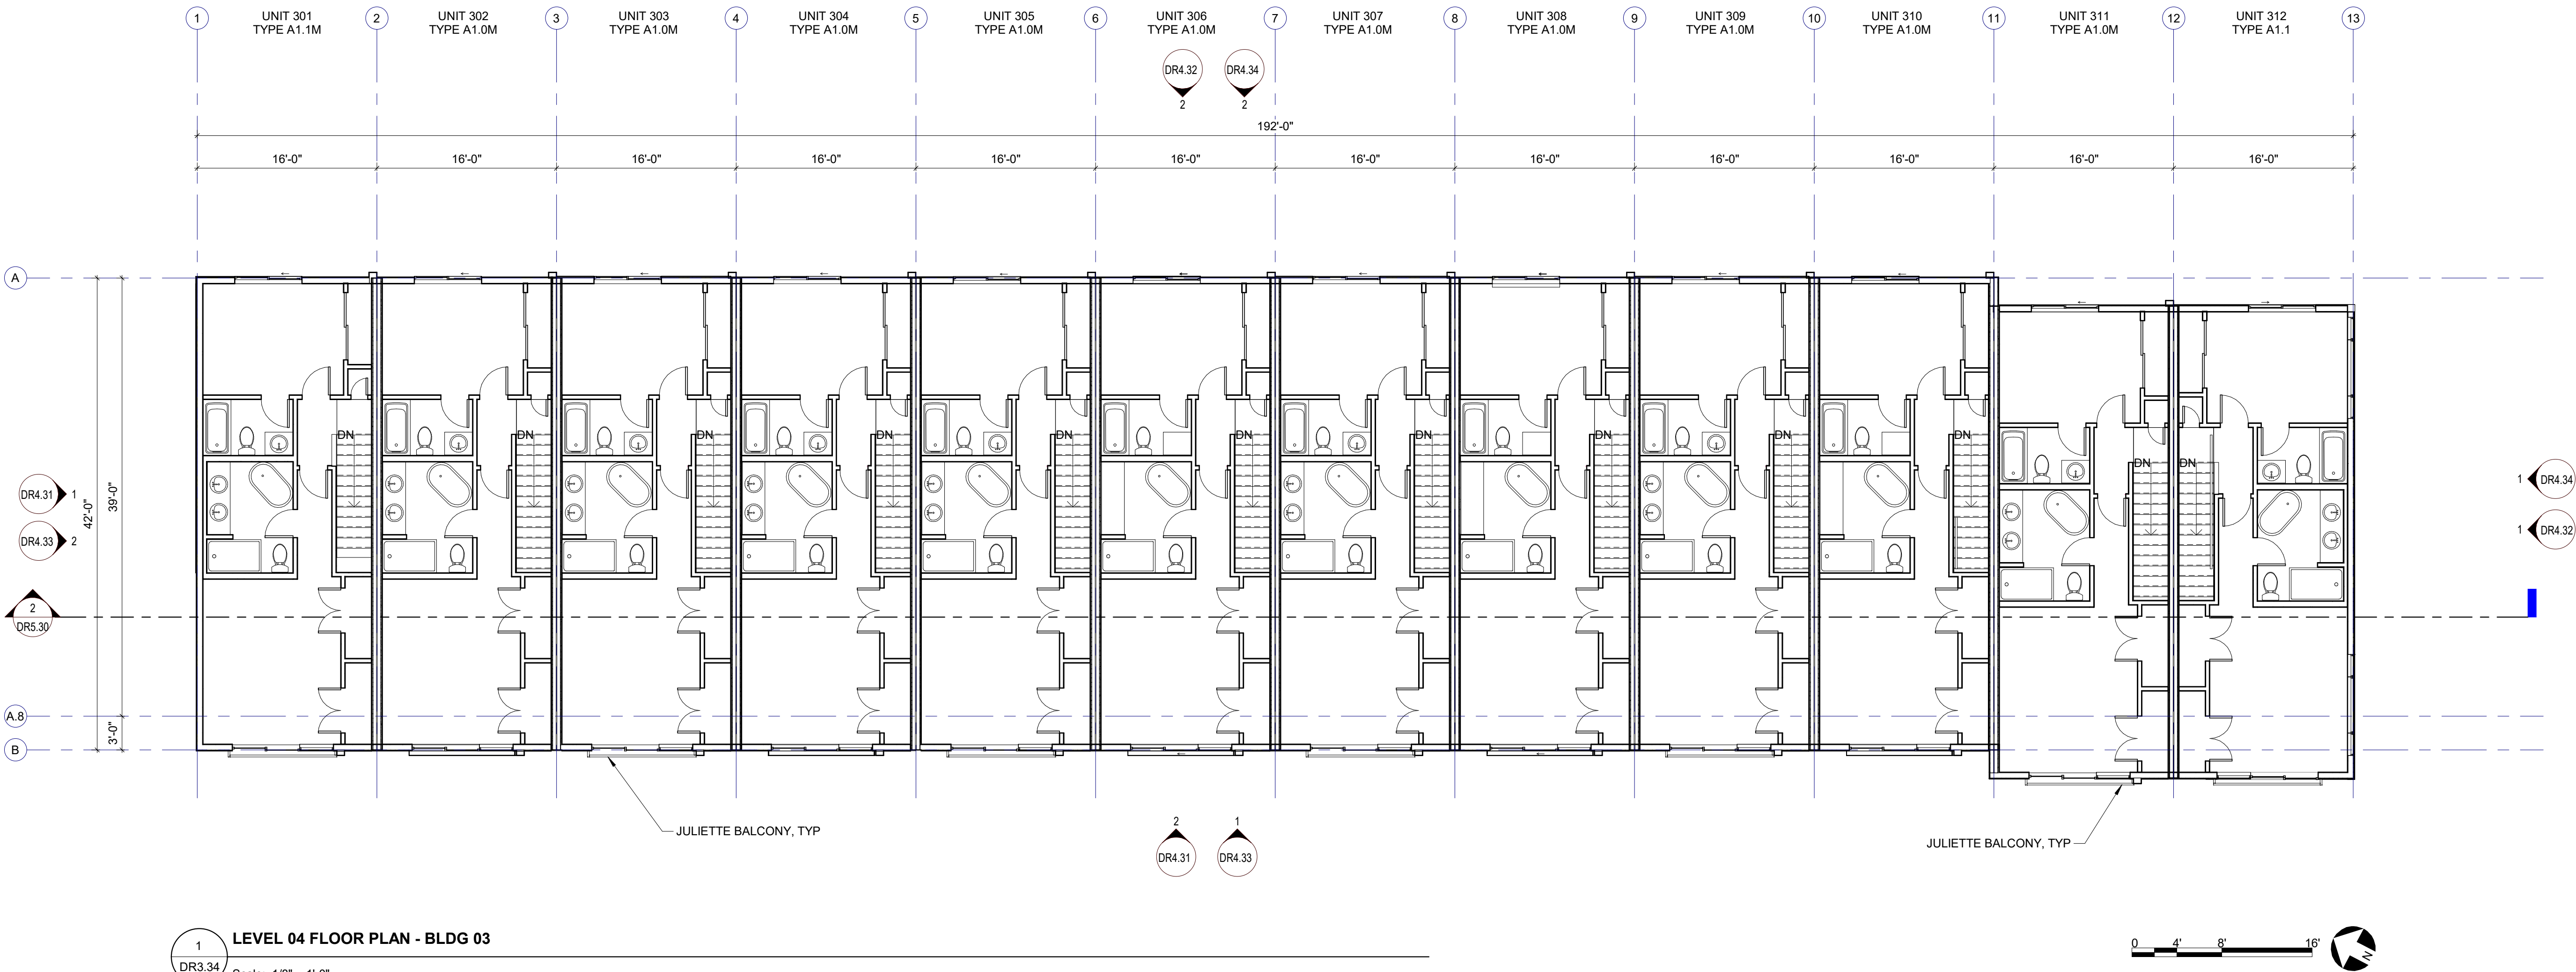 1
UNIT 301
TYPE A1.1M
2
UNIT 302
TYPE A1.0M
3
UNIT 303
TYPE A1.0M
4
UNIT 304
TYPE A1.0M
5
UNIT 305
TYPE A1.0M
6
UNIT 306
TYPE A1.0M
7
UNIT 307
TYPE A1.0M
8
UNIT 308
TYPE A1.0M
9
UNIT 309
TYPE A1.0M
10
UNIT 310
TYPE A1.0M
11
UNIT 311
TYPE A1.0M
12
UNIT 312
TYPE A1.1
13
DR4.32
2
DR4.34
2
192'-0"
16'-0"
16'-0"
16'-0"
16'-0"
16'-0"
16'-0"
16'-0"
16'-0"
16'-0"
16'-0"
16'-0"
16'-0"
A
DN
DN
DN
DN
DN
DN
DN
DN
DN
DN
DN
DN
DR4.31 1
DR4.33 2
42'-0"
39'-0"
1 DR4.34
1 DR4.32
2
DR5.30
A.8
3'-0"
B
JULIETTE BALCONY, TYP
2
DR4.31
1
DR4.33
JULIETTE BALCONY, TYP
1
DR3.34
LEVEL 04 FLOOR PLAN - BLDG 03
0 4' 8' 16'
N